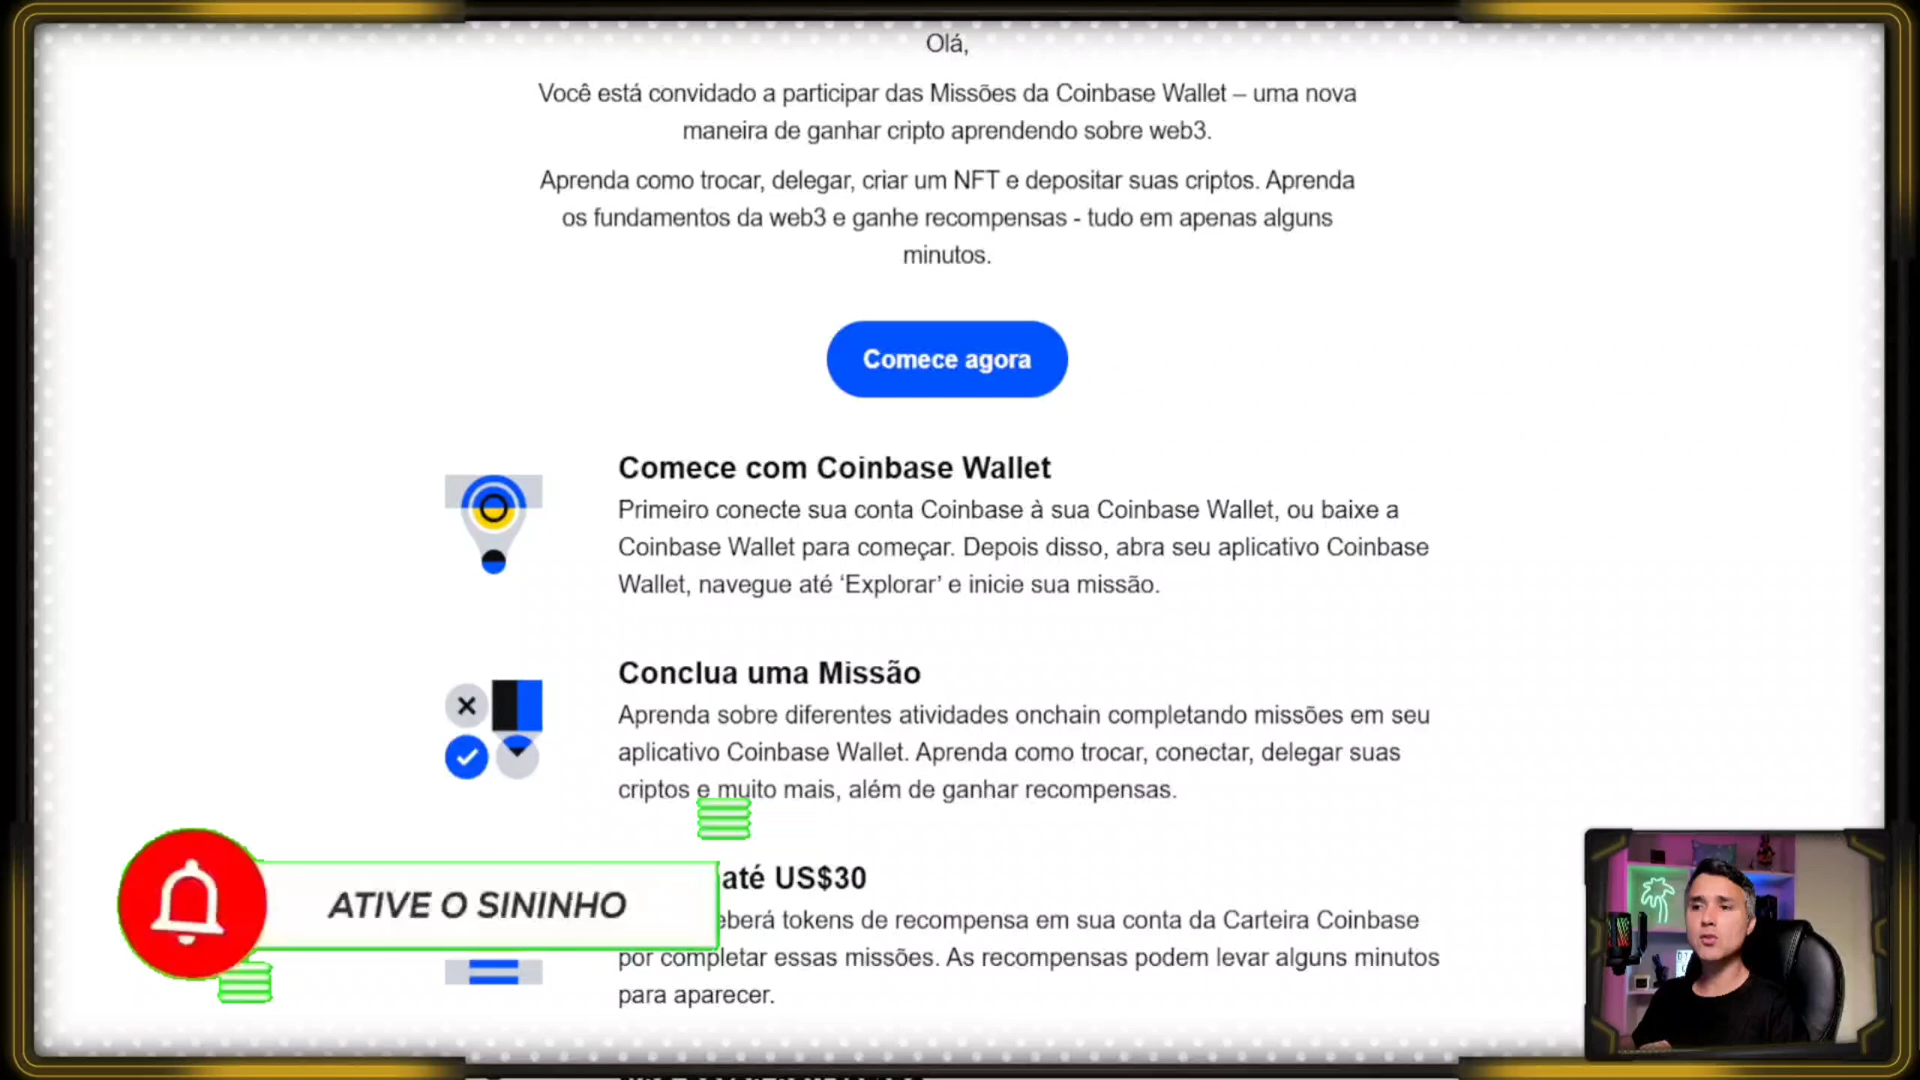 Olá,
Você está convidado a participar das Missões da Coinbase Wallet – uma nova
maneira de ganhar cripto aprendendo sobre web3.
Aprenda como trocar, delegar, criar um NFT e depositar suas criptos. Aprenda
os fundamentos da web3 e ganhe recompensas - tudo em apenas alguns
minutos.
Comece agora
Comece com Coinbase Wallet
Primeiro conecte sua conta Coinbase à sua Coinbase Wallet, ou baixe a
Coinbase Wallet para começar. Depois disso, abra seu aplicativo Coinbase
Wallet, navegue até ‘Explorar’ e inicie sua missão.
Conclua uma Missão
Aprenda sobre diferentes atividades onchain completando missões em seu
aplicativo Coinbase Wallet. Aprenda como trocar, conectar, delegar suas
criptos e muito mais, além de ganhar recompensas.
até US$30
eberá tokens de recompensa em sua conta da Carteira Coinbase
por completar essas missões. As recompensas podem levar alguns minutos
para aparecer.
ATIVE O SININHO